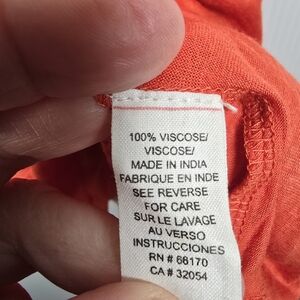 100% VISCOSE/
VISCOSE/
MADE IN INDIA
FABRIQUE EN INDE
SEE REVERSE
FOR CARE
SUR LE LAVAGE
AU VERSO
INSTRUCCIONES
RN # 66170
CA # 32054